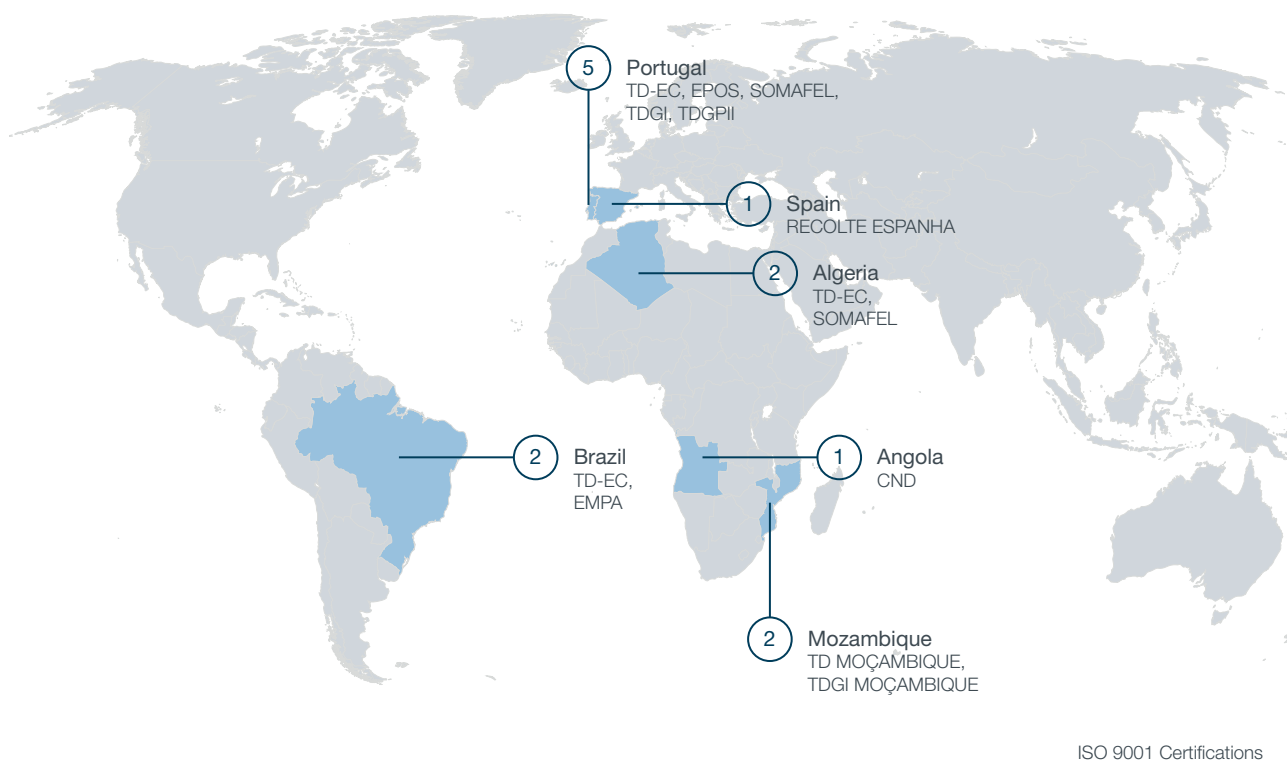 5
Portugal
TD-EC, EPOS, SOMAFEL,
TDGI, TDGPII
1
Spain
RECOLTE ESPANHA
2
Algeria
TD-EC,
SOMAFEL
2
Brazil
TD-EC,
EMPA
1
Angola
CND
2
Mozambique
TD MOÇAMBIQUE,
TDGI MOÇAMBIQUE
ISO 9001 Certifications